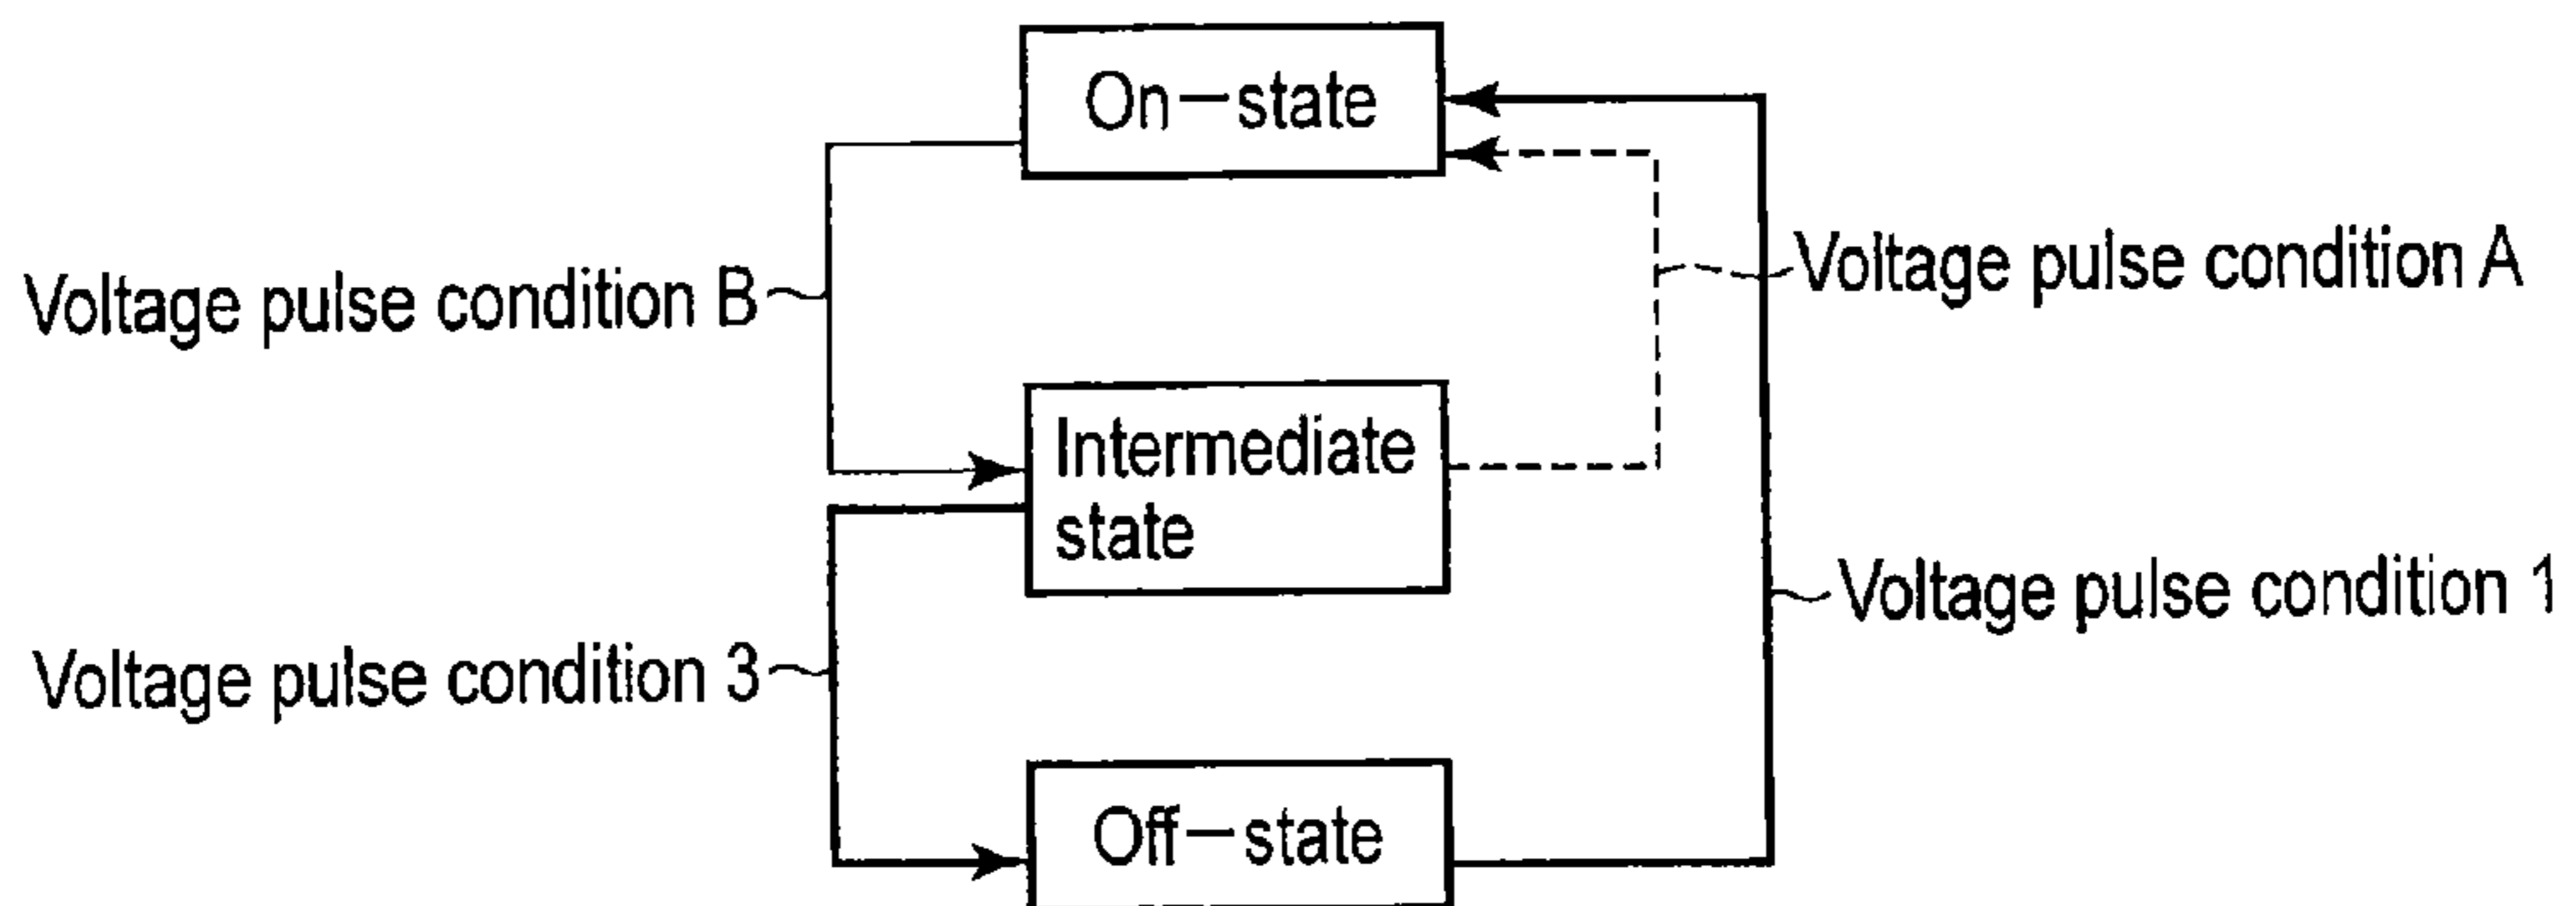 On-state
Voltage pulse condition B
Voltage pulse condition A
Intermediate
state
Voltage pulse condition 1
Voltage pulse condition 3
Off-state